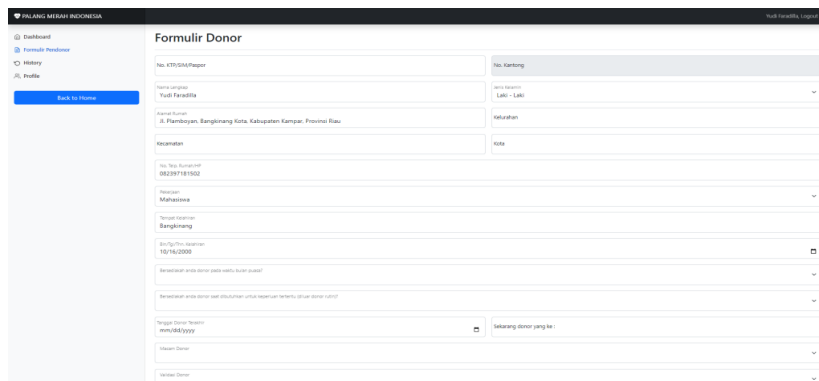 PALANG MERAH INDONESIA
Yudi Faradilla, Logout
Dashboard
Formulir Pendonor
History
Profile
Back to Home
Formulir Donor
No. KTP/SIM/Paspor
No. Kantong
Nama Lengkap
Yudi Faradilla
Jenis Kelamin
Laki - Laki
Alamat Rumah
Jl. Flamboyan, Bangkinang Kota, Kabupaten Kampar, Provinsi Riau
Kelurahan
Kecamatan
Kota
No. Telp. Rumah/HP
082397181502
Pekerjaan
Mahasiswa
Tempat Kelahiran
Bangkinang
Bln/Tgl/Thn. Kelahiran
10/16/2000
Bersediakah anda donor pada waktu bulan puasa?
Bersediakah anda donor saat dibutuhkan untuk keperluan tertentu (diluar donor rutin)?
Tanggal Donor Terakhir
mm/dd/yyyy
Sekarang donor yang ke :
Macam Donor
Donor